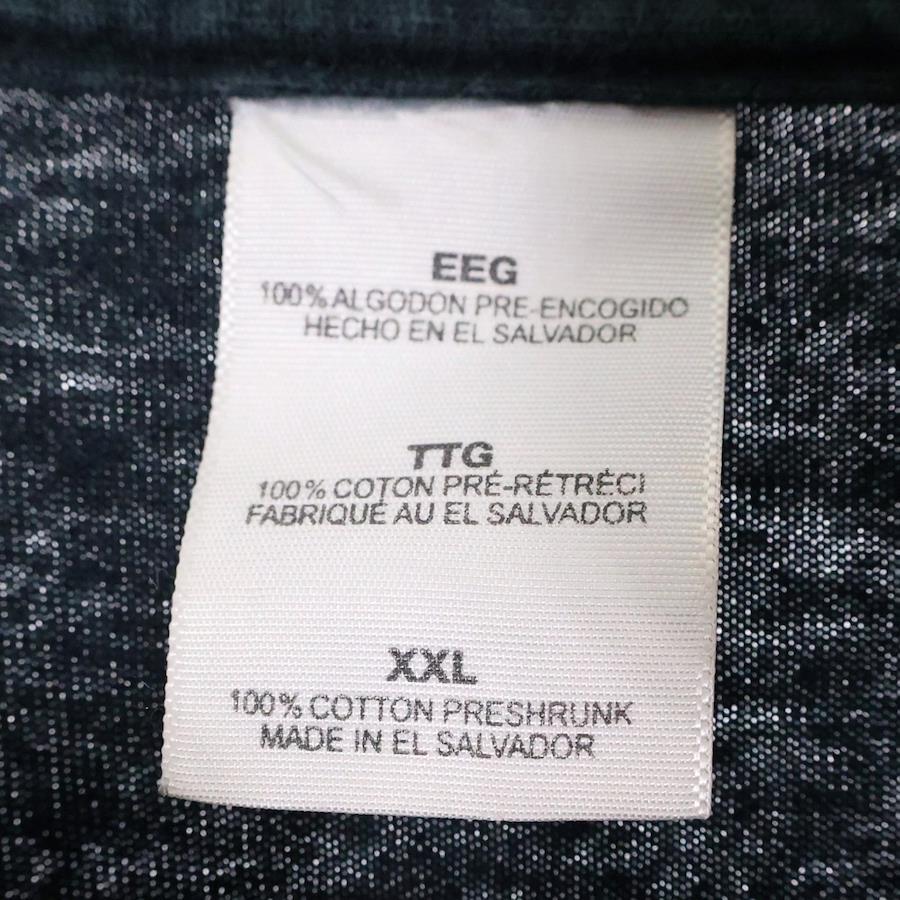 EEG
100% ALGODON PRE-ENCOGIDO
HECHO EN EL SALVADOR
TTG
100% COTON PRÉ-RÉTRÉCI
FABRIQUÉ AU EL SALVADOR
XXL
100% COTTON PRESHRUNK
MADE IN EL SALVADOR